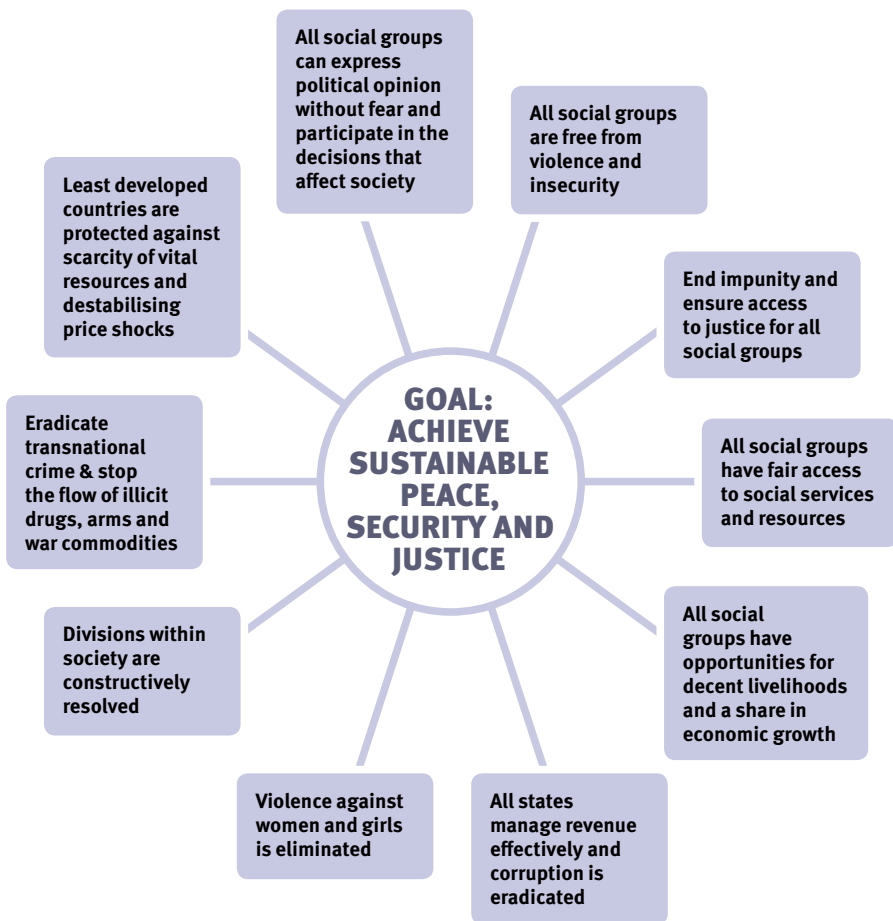 All social groups
can express
political opinion
without fear and
participate in the
decisions that
affect society
All social groups
are free from
violence and
insecurity
Least developed
countries are
protected against
scarcity of vital
resources and
destabilising
price shocks
End impunity and
ensure access
to justice for all
social groups
GOAL:
ACHIEVE
SUSTAINABLE
PEACE,
SECURITY AND
JUSTICE
Eradicate
transnational
crime & stop
the flow of illicit
drugs, arms and
war commodities
All social groups
have fair access
to social services
and resources
Divisions within
society are
constructively
resolved
All social
groups have
opportunities for
decent livelihoods
and a share in
economic growth
Violence against
women and girls
is eliminated
All states
manage revenue
effectively and
corruption is
eradicated